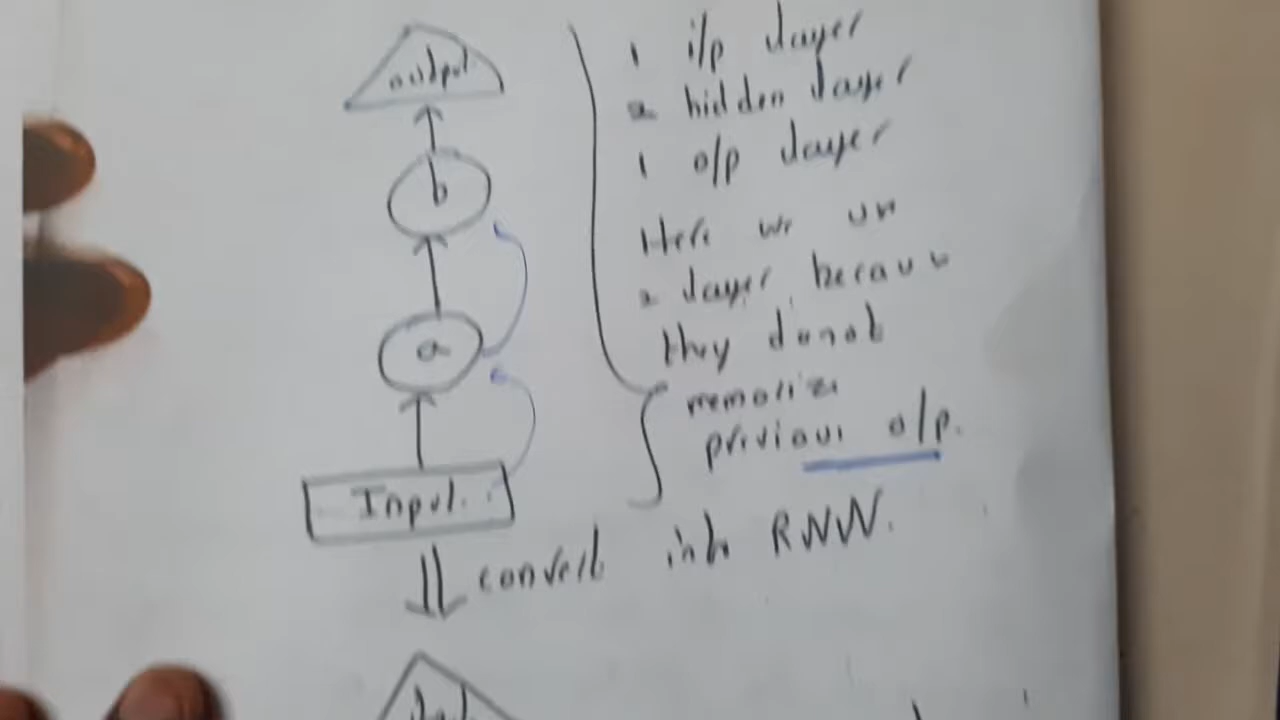 output
b
a
Input.
1 i/p layer
2 hidden layer
1 o/p layer
Here we use
2 layer because
they donot
memorize
previous o/p.
convert into RNN.